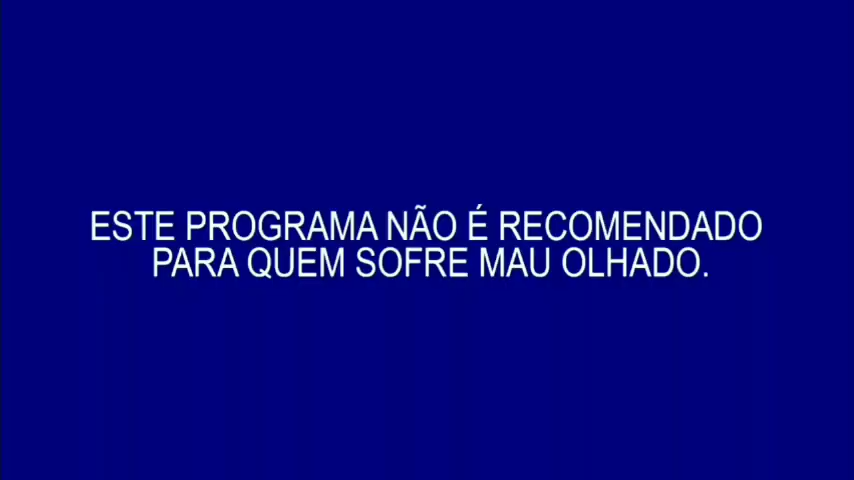 ESTE PROGRAMA NÃO É RECOMENDADO
PARA QUEM SOFRE MAU OLHADO.